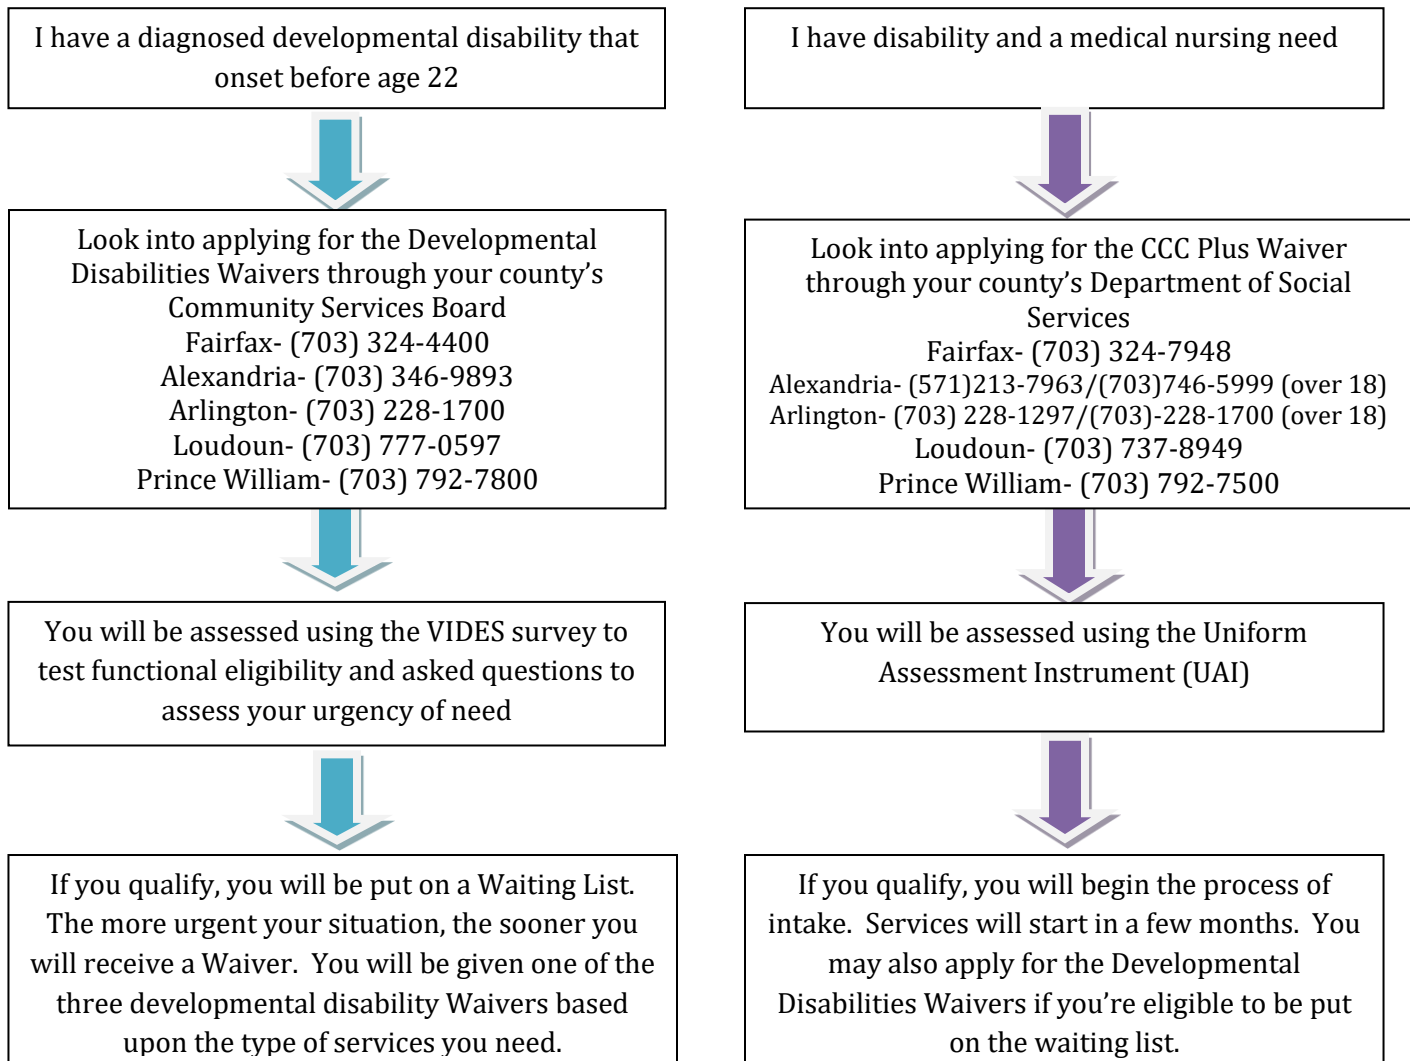 I have a diagnosed developmental disability that
onset before age 22
Look into applying for the Developmental
Disabilities Waivers through your county’s
Community Services Board
Fairfax- (703) 324-4400
Alexandria- (703) 346-9893
Arlington- (703) 228-1700
Loudoun- (703) 777-0597
Prince William- (703) 792-7800
You will be assessed using the VIDES survey to
test functional eligibility and asked questions to
assess your urgency of need
If you qualify, you will be put on a Waiting List.
The more urgent your situation, the sooner you
will receive a Waiver.  You will be given one of the
three developmental disability Waivers based
upon the type of services you need.
I have disability and a medical nursing need
Look into applying for the CCC Plus Waiver
through your county’s Department of Social
Services
Fairfax- (703) 324-7948
Alexandria- (571)213-7963/(703)746-5999 (over 18)
Arlington- (703) 228-1297/(703)-228-1700 (over 18)
Loudoun- (703) 737-8949
Prince William- (703) 792-7500
You will be assessed using the Uniform
Assessment Instrument (UAI)
If you qualify, you will begin the process of
intake.  Services will start in a few months.  You
may also apply for the Developmental
Disabilities Waivers if you’re eligible to be put
on the waiting list.